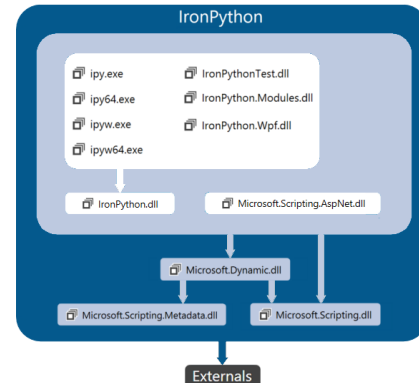 IronPython
ipy.exe
IronPythonTest.dll
ipy64.exe
IronPython.Modules.dll
ipyw.exe
IronPython.Wpf.dll
ipyw64.exe
IronPython.dll
Microsoft.Scripting.AspNet.dll
Microsoft.Dynamic.dll
Microsoft.Scripting.Metadata.dll
Microsoft.Scripting.dll
Externals